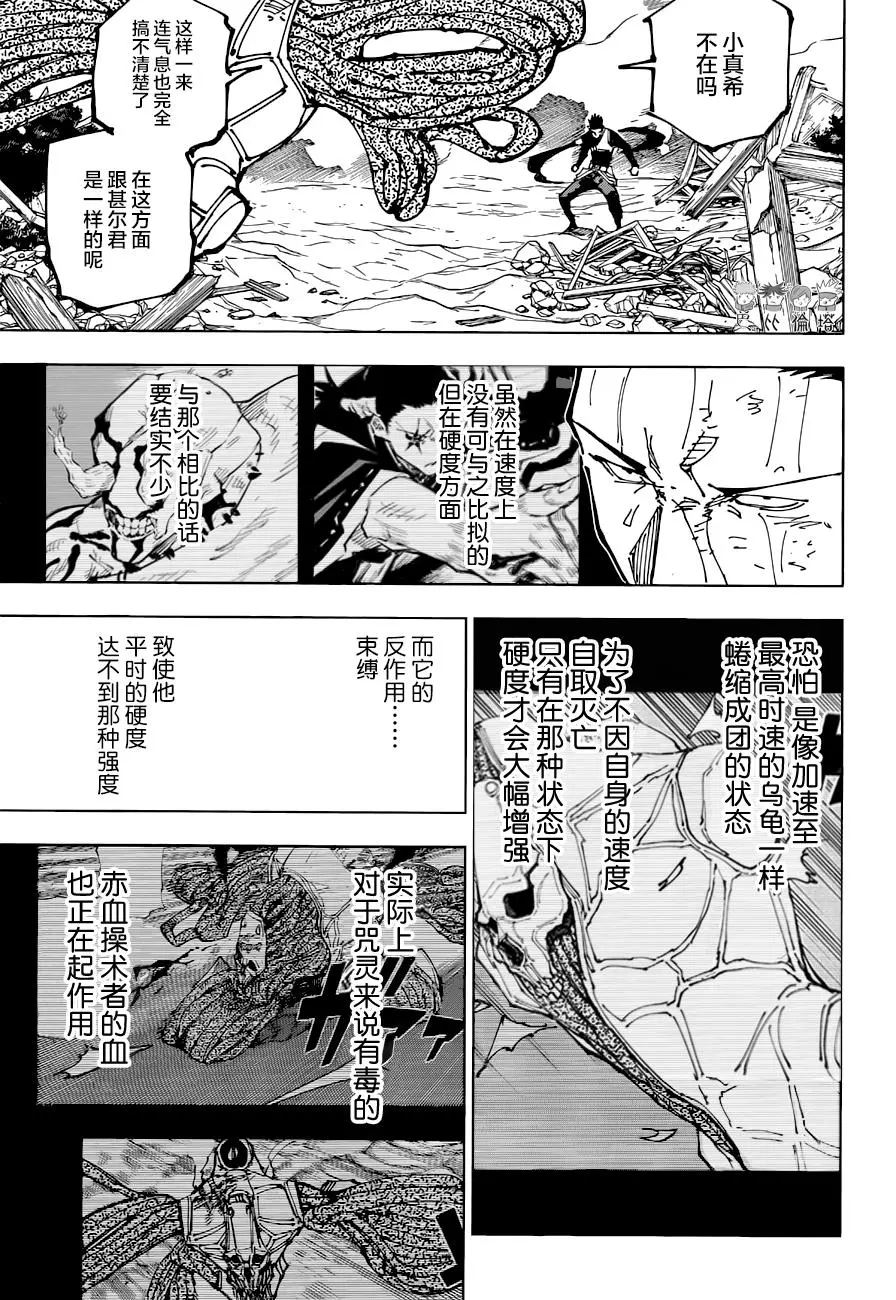 小真希
不在吗
这样一来
连气息也完全
搞不清楚了
在这方面
跟甚尔君
是一样的呢
巴比倫塔
虽然在速度上
没有可与之比拟的
但在硬度方面
与那个相比的话
要结实不少
恐怕 是像加速至
最高时速的乌龟一样
蜷缩成团的状态
为了不因自身的速度
自取灭亡
只有在那种状态下
硬度才会大幅增强
而它的
反作用……
束缚
致使他
平时的硬度
达不到那种强度
实际上
对于咒灵来说有毒的
赤血操术者的血
也正在起作用
ガアアッ